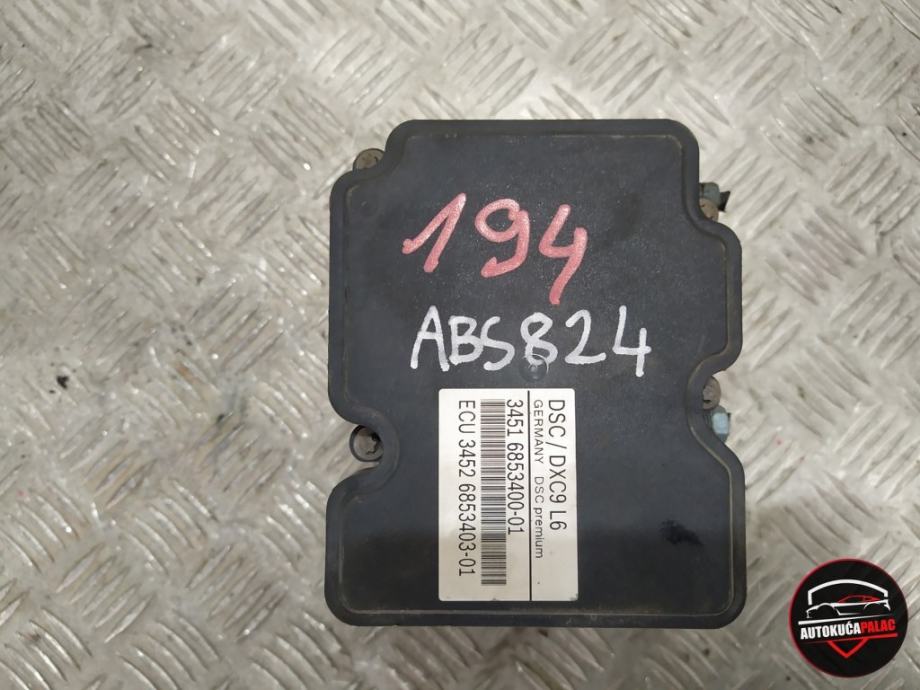 194
ABS824
DSC / DXC9 L6
GERMANY DSC premium
3451 6853400-01
ECU 3452 6853403-01
AUTOKUĆAPALAC